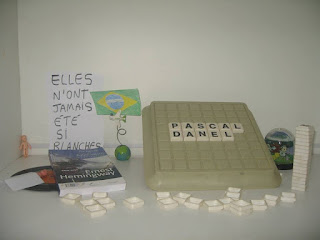 ELLES
N'ONT
JAMAIS
ÉTÉ
SI
BLANCHES
PASCAL
DANEL
Ernest
Hemingway